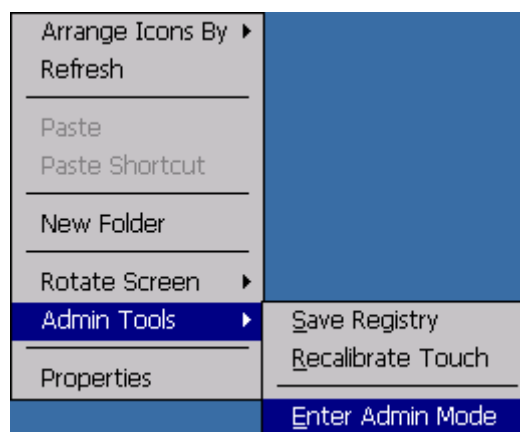 Arrange Icons By
Refresh
Paste
Paste Shortcut
New Folder
Rotate Screen
Admin Tools
Save Registry
Recalibrate Touch
Properties
Enter Admin Mode